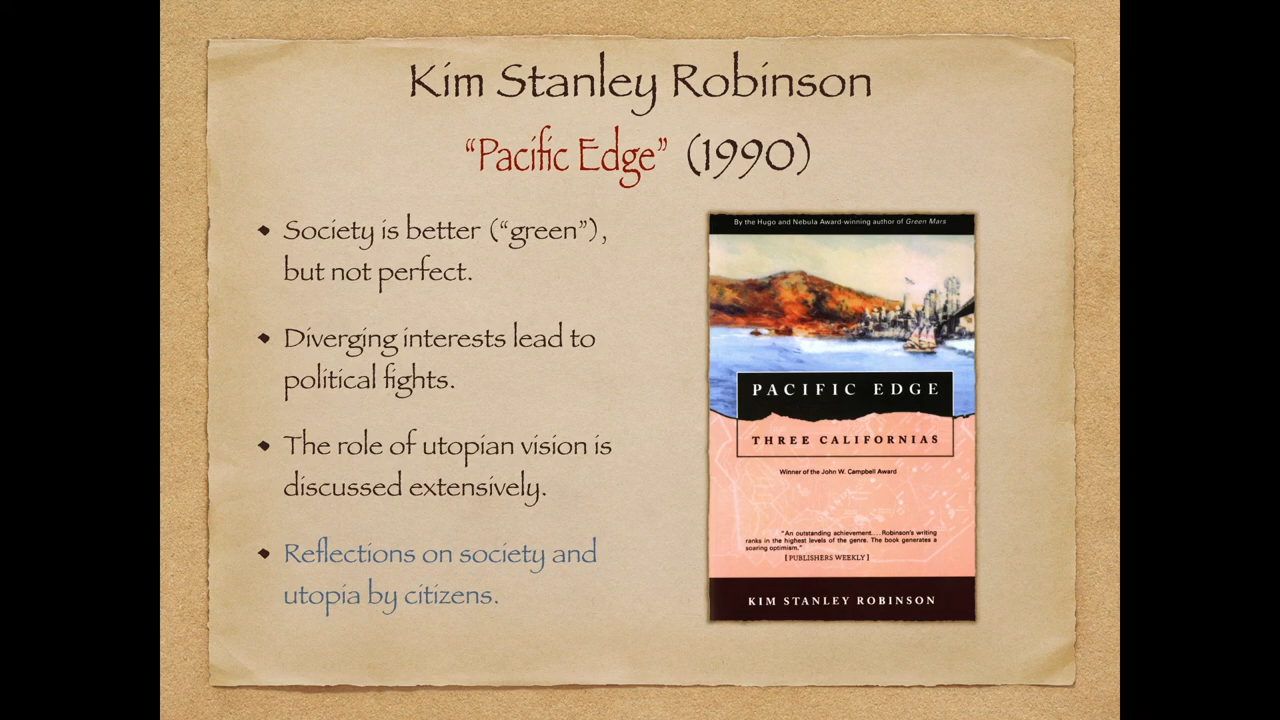 Kim Stanley Robinson
“Pacific Edge” (1990)
• Society is better (“green”),
but not perfect.
• Diverging interests lead to
political fights.
• The role of utopian vision is
discussed extensively.
• Reflections on society and
utopia by citizens.
By the Hugo and Nebula Award-winning author of Green Mars
PACIFIC EDGE
THREE CALIFORNIAS
Winner of the John W. Campbell Award
"An outstanding achievement.... Robinson's writing
ranks in the highest levels of the genre. The book generates a
soaring optimism."
[PUBLISHERS WEEKLY]
KIM STANLEY ROBINSON